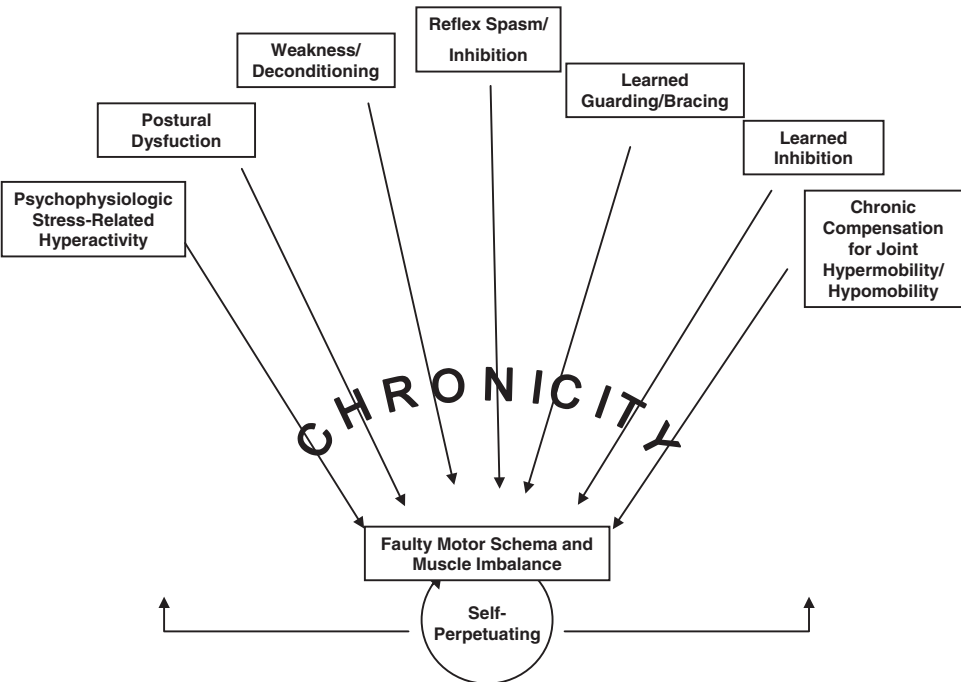 Reflex Spasm/
Inhibition
Weakness/
Deconditioning
Learned
Guarding/Bracing
Postural
Dysfuction
Learned
Inhibition
Psychophysiologic
Stress-Related
Hyperactivity
Chronic
Compensation
for Joint
Hypermobility/
Hypomobility
CHRONICITY
Faulty Motor Schema and
Muscle Imbalance
Self-
Perpetuating